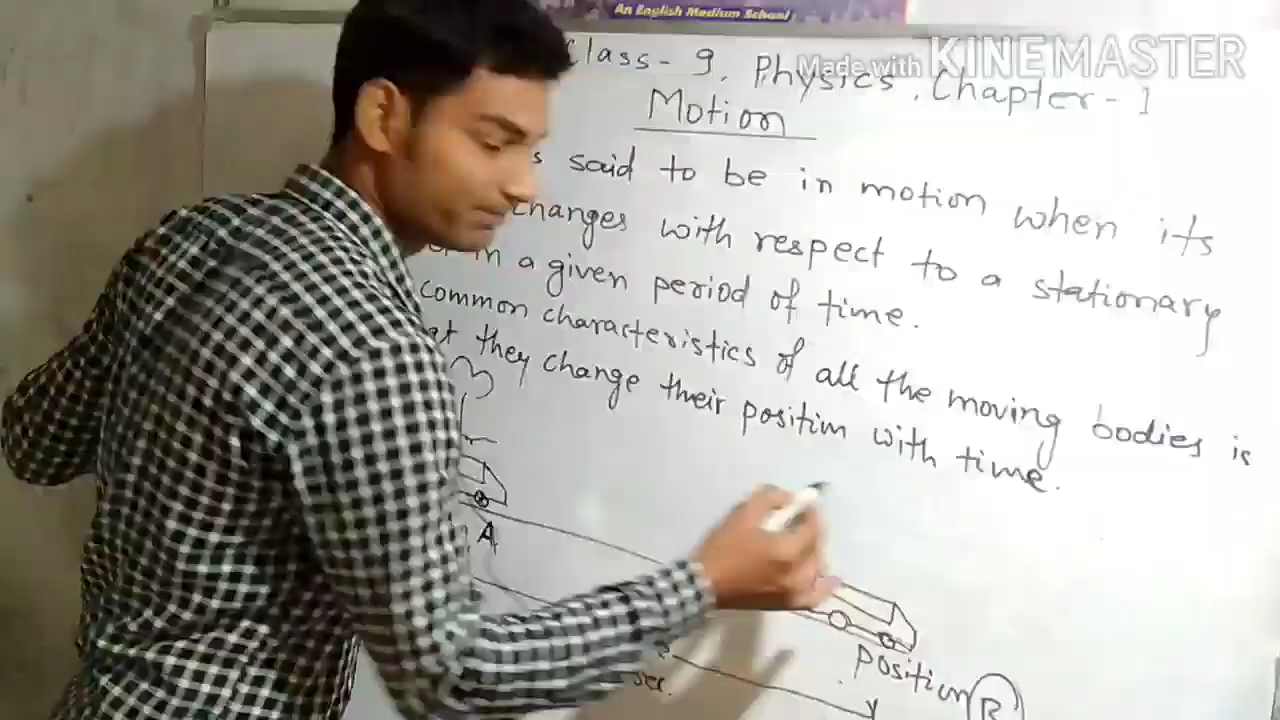 An English Medium School
Made with KINEMASTER
Class - 9, Physics, Chapter - 1
Motion
said to be in motion when its
changes with respect to a stationary
in a given period of time.
common characteristics of all the moving bodies is
they change their position with time.
A
sec.
position B